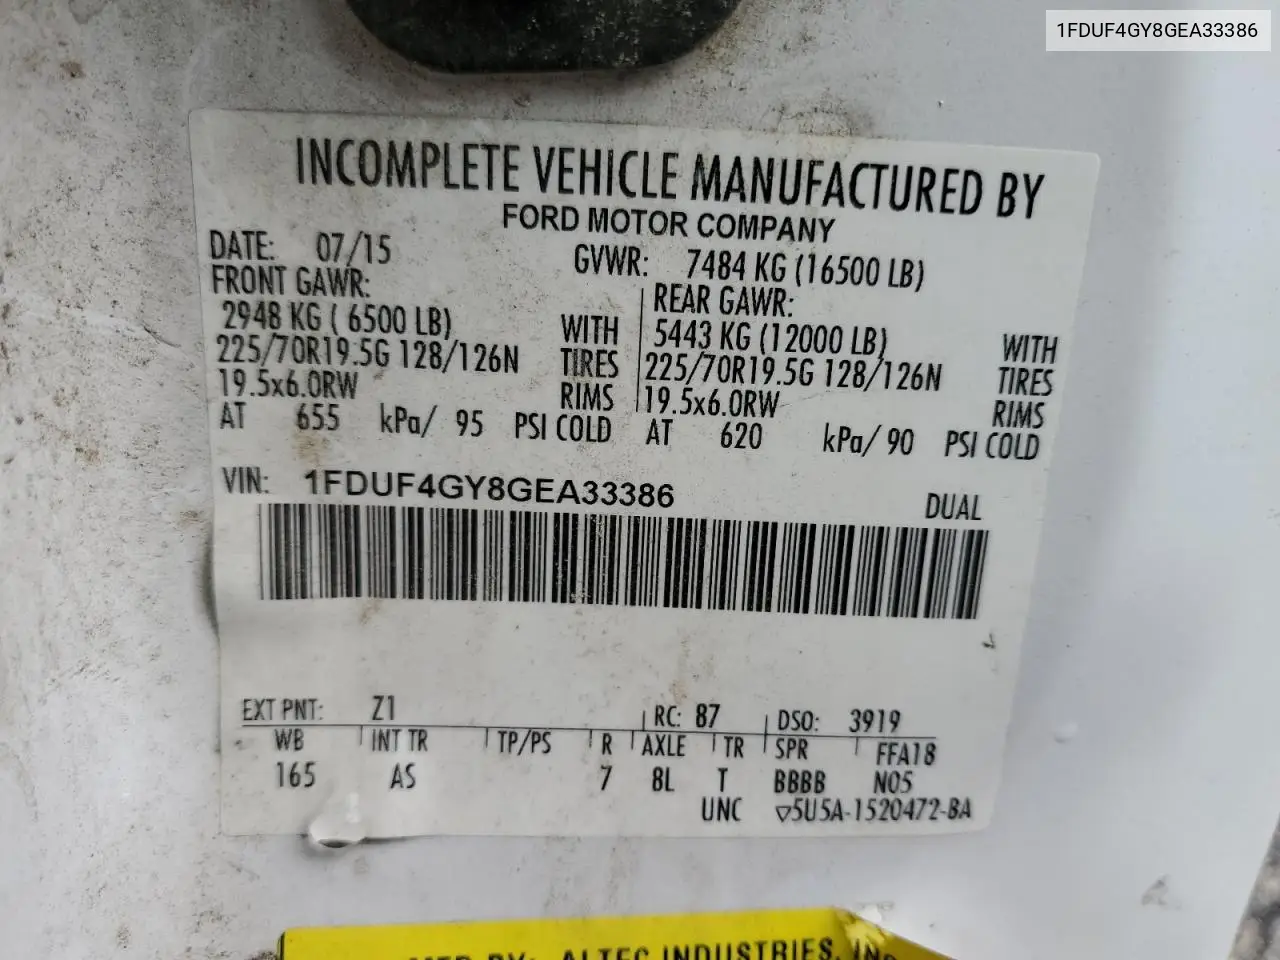 1FDUF4GY8GEA33386
INCOMPLETE VEHICLE MANUFACTURED BY
FORD MOTOR COMPANY
DATE: 07/15 GVWR: 7484 KG (16500 LB)
FRONT GAWR: REAR GAWR:
2948 KG ( 6500 LB) WITH 5443 KG (12000 LB) WITH
225/70R19.5G 128/126N TIRES 225/70R19.5G 128/126N TIRES
19.5x6.0RW RIMS 19.5x6.0RW RIMS
AT 655 kPa/ 95 PSI COLD AT 620 kPa/ 90 PSI COLD
VIN: 1FDUF4GY8GEA33386 DUAL
EXT PNT: Z1 RC: 87 DSO: 3919
WB INT TR TP/PS R AXLE TR SPR FFA18
165 AS 7 8L T BBBB N05
UNC ▽5U5A-1520472-BA
MFD BY: ALTEC INDUSTRIES, INC